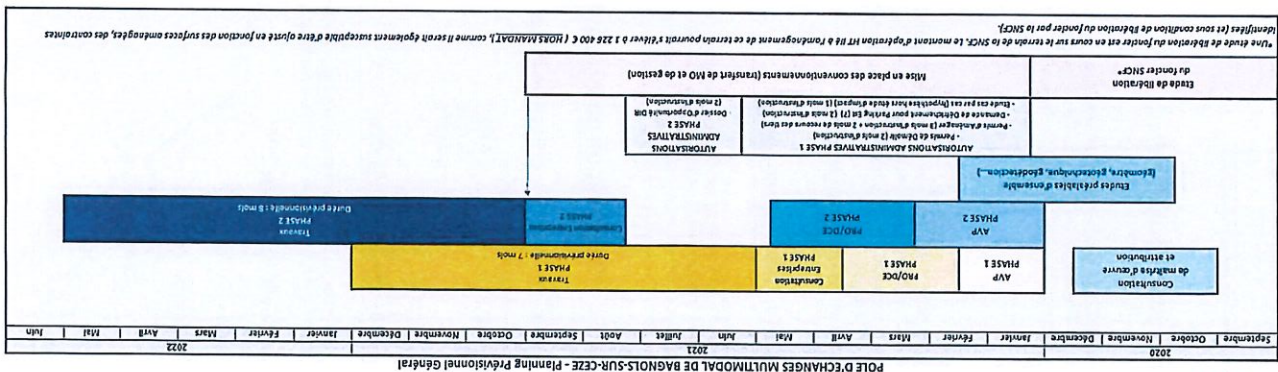 POLE D'ECHANGES MULTIMODAL DE BAGNOLS-SUR-CEZE - Planning Prévisionnel Général
2020 2021 2022
Septembre Octobre Novembre Décembre Janvier Février Mars Avril Mai Juin Juillet Août Septembre Octobre Novembre Décembre Janvier Février Mars Avril Mai Juin
Consultation
de maîtrise d'œuvre
et attribution
AVP
PHASE 1
PRO/DCE
PHASE 1
Consultation
Entreprises
PHASE 1
Travaux
PHASE 1
Durée prévisionnelle : 7 mois
AVP
PHASE 2
PRO/DCE
PHASE 2
Consultation Entreprises
PHASE 2
Travaux
PHASE 2
Durée prévisionnelle : 8 mois
Etudes préalables d'ensemble
(géomètre, géotechnique, géodétection...)
AUTORISATIONS ADMINISTRATIVES PHASE 1
- Permis de Démolir (2 mois d'instruction)
- Permis d'Aménager (3 mois d'instruction + 2 mois de recours des tiers)
- Demande de Défrichement pour Parking Est (?) (2 mois d'instruction)
- Etude cas par cas (hypothèse hors étude d'impact) (1 mois d'instruction)
AUTORISATIONS
ADMINISTRATIVES
PHASE 2
Dossier d'Opportunité DIR
(2 mois d'instruction)
Etude de libération
du foncier SNCF*
Mise en place des conventionnements (transfert de MO et de gestion)
*Une étude de libération du foncier est en cours sur le terrain de la SNCF. Le montant d'opération HT lié à l'aménagement de ce terrain pourrait s'élever à 1 226 400 € ( HORS MANDAT), comme il serait également susceptible d'être ajusté en fonction des surfaces aménagées, des contraintes
identifiées (et sous condition de libération du foncier par la SNCF).